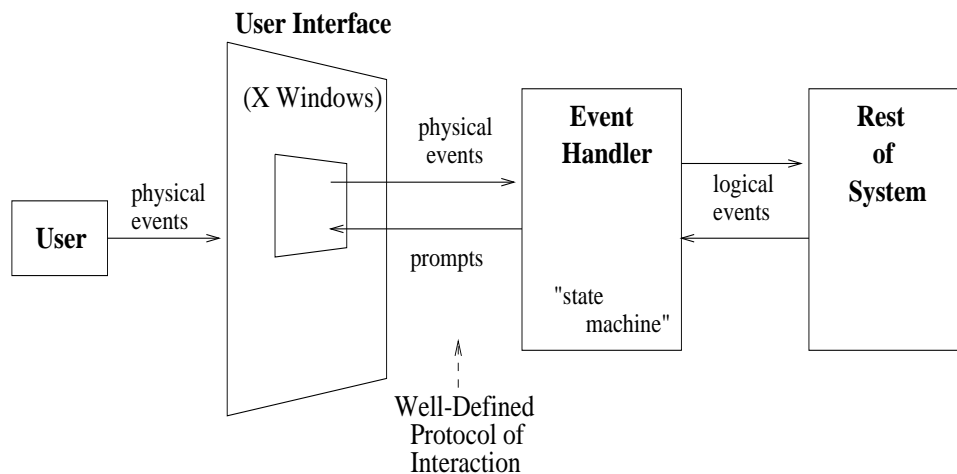 User Interface
(X Windows)
physical
events
User
physical
events
prompts
Well-Defined
Protocol of
Interaction
Event
Handler
"state
machine"
logical
events
Rest
of
System